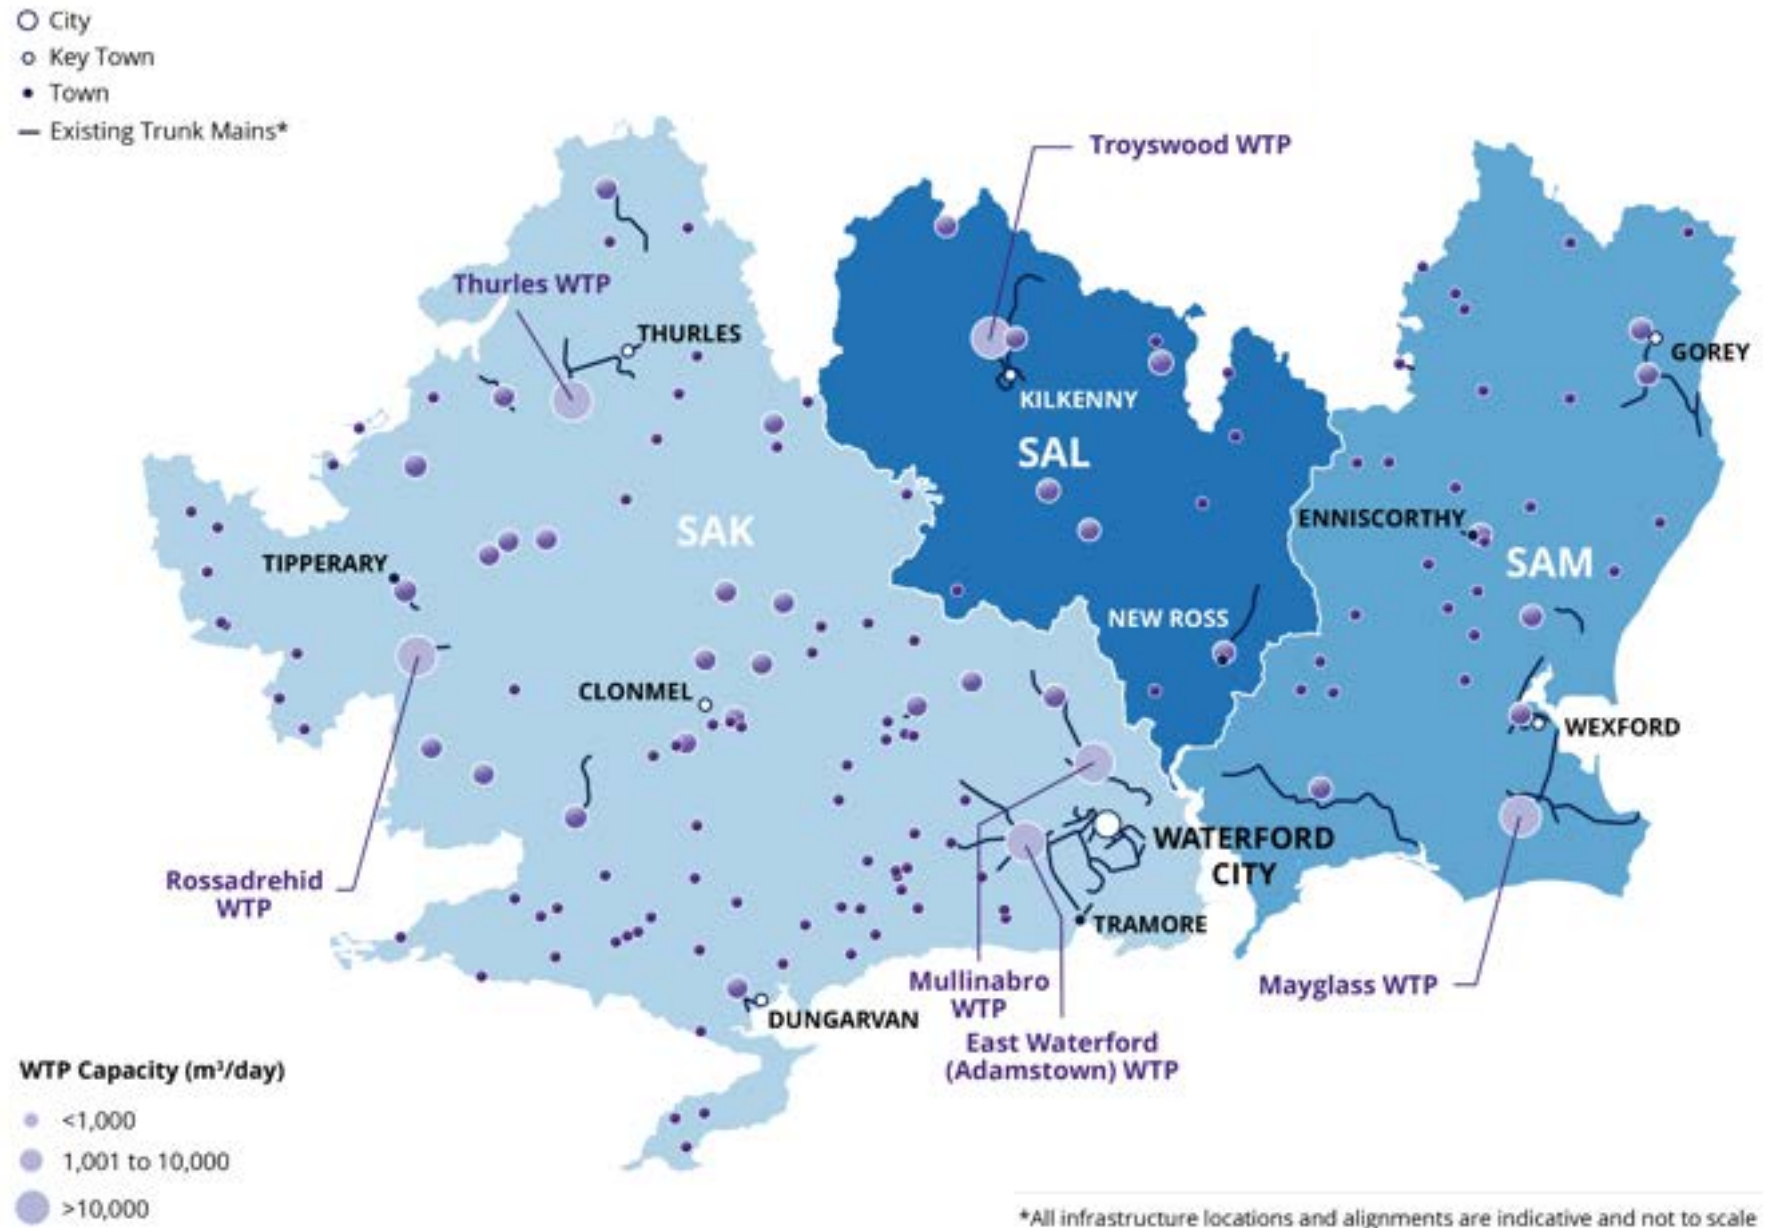 City
Key Town
Town
Existing Trunk Mains*
Troyswood WTP
Thurles WTP
THURLES
GOREY
KILKENNY
SAL
SAK
ENNISCORTHY
SAM
TIPPERARY
NEW ROSS
CLONMEL
WEXFORD
WATERFORD
CITY
Rossadrehid
WTP
TRAMORE
Mullinabro
WTP
Mayglass WTP
DUNGARVAN
East Waterford
(Adamstown) WTP
WTP Capacity (m³/day)
<1,000
1,001 to 10,000
>10,000
*All infrastructure locations and alignments are indicative and not to scale